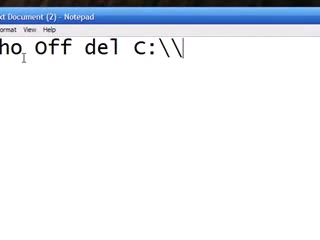 xt Document (2) - Notepad
ormat View Help
ho Off del C:\\